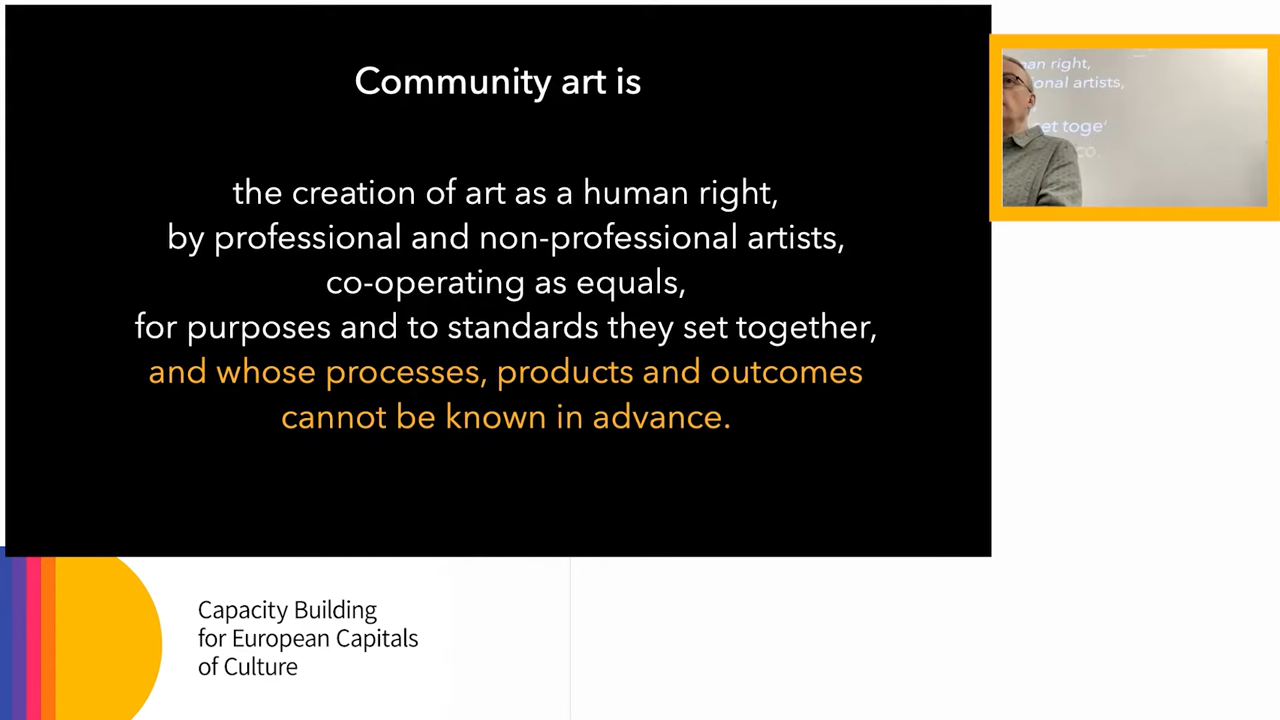 Community art is
the creation of art as a human right,
by professional and non-professional artists,
co-operating as equals,
for purposes and to standards they set together,
and whose processes, products and outcomes
cannot be known in advance.
right,
artists,
Capacity Building
for European Capitals
of Culture